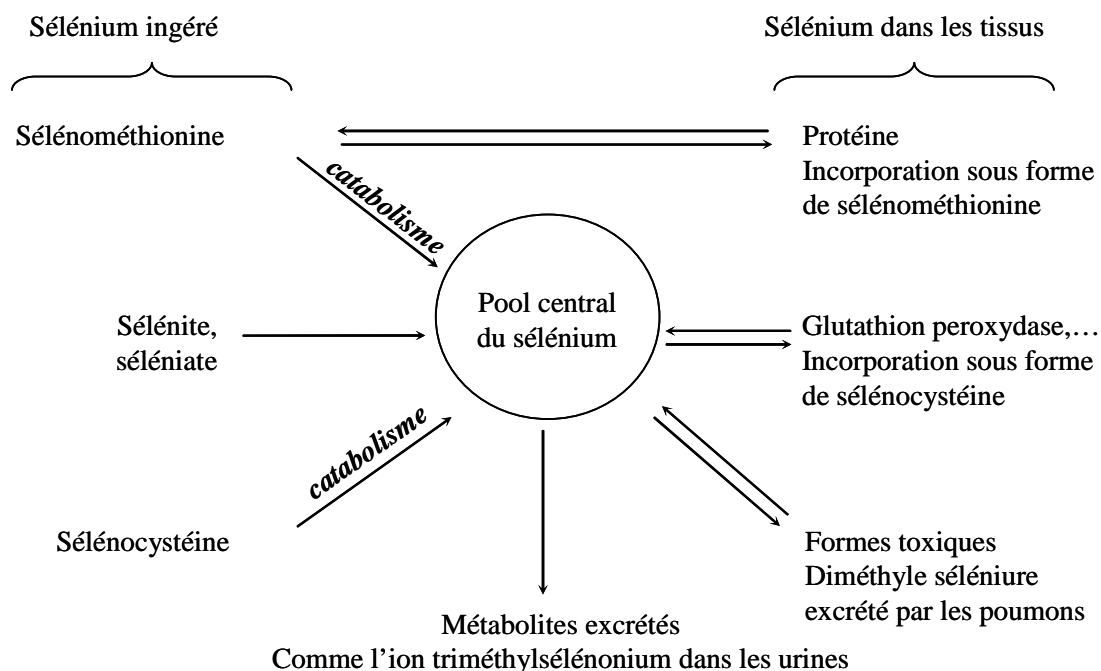 Sélénium ingéré
Sélénium dans les tissus
Sélénométhionine
Protéine
Incorporation sous forme
de sélénométhionine
catabolisme
Pool central
du sélénium
Sélénite,
séléniate
Glutathion peroxydase,…
Incorporation sous forme
de sélénocystéine
catabolisme
Sélénocystéine
Formes toxiques
Diméthyle séléniure
excrété par les poumons
Métabolites excrétés
Comme l'ion triméthylsélénonium dans les urines